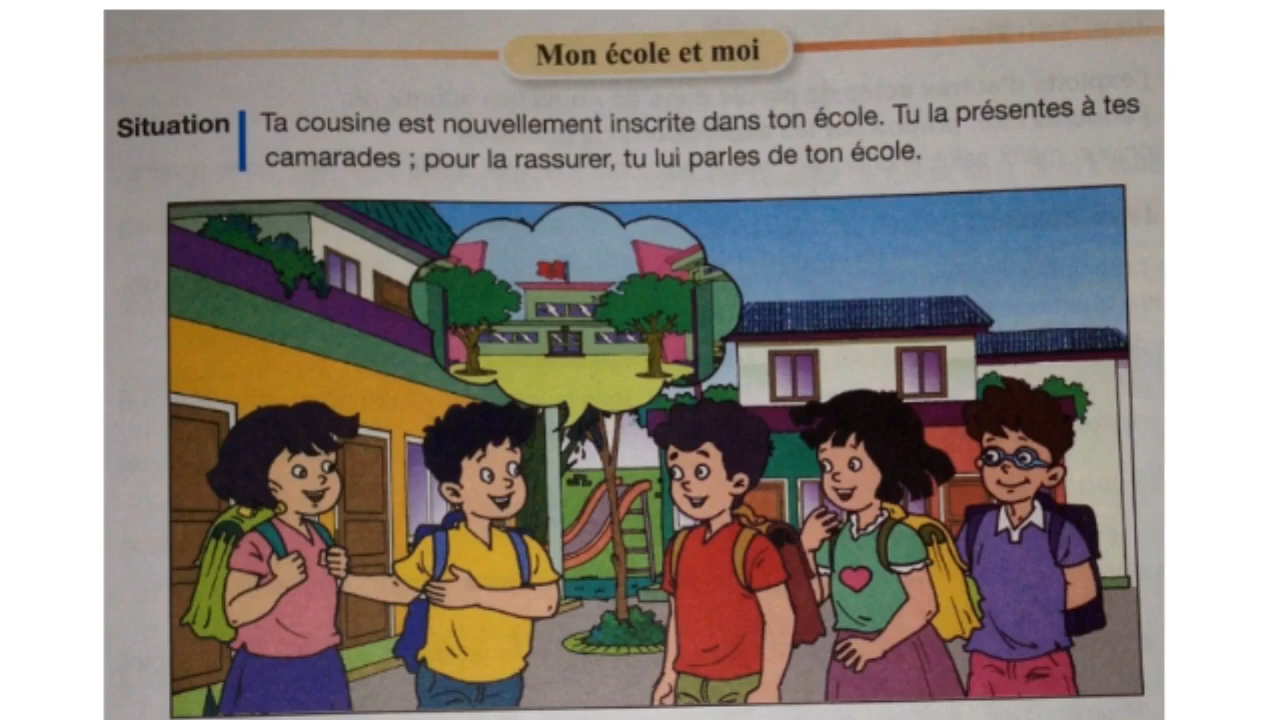 Mon école et moi
Situation Ta cousine est nouvellement inscrite dans ton école. Tu la présentes à tes
camarades ; pour la rassurer, tu lui parles de ton école.